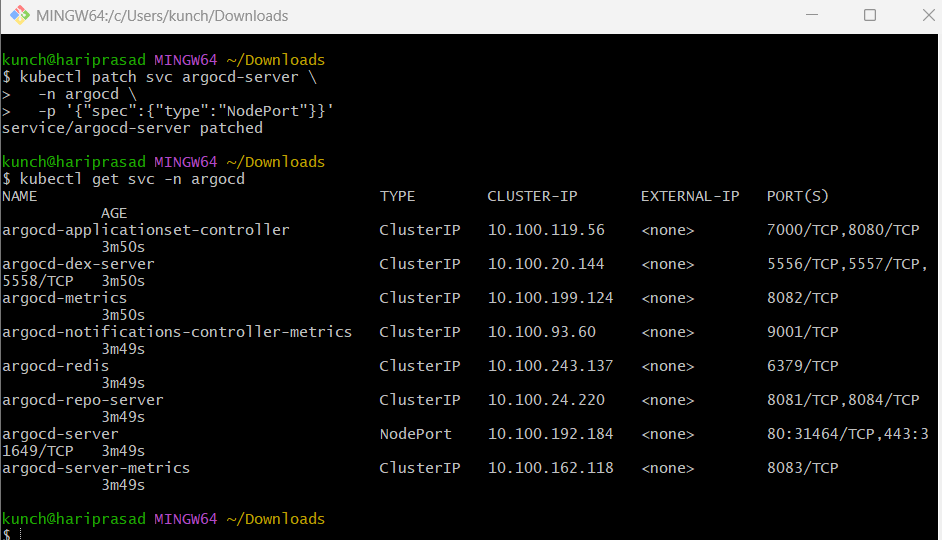 MINGW64:/c/Users/kunch/Downloads
kunch@hariprasad MINGW64 ~/Downloads
$ kubectl patch svc argocd-server \
>   -n argocd \
>   -p '{"spec":{"type":"NodePort"}}'
service/argocd-server patched
kunch@hariprasad MINGW64 ~/Downloads
$ kubectl get svc -n argocd
NAME                                      TYPE        CLUSTER-IP       EXTERNAL-IP   PORT(S)
           AGE
argocd-applicationset-controller          ClusterIP   10.100.119.56    <none>        7000/TCP,8080/TCP
           3m50s
argocd-dex-server                         ClusterIP   10.100.20.144    <none>        5556/TCP,5557/TCP,
5558/TCP   3m50s
argocd-metrics                            ClusterIP   10.100.199.124   <none>        8082/TCP
           3m50s
argocd-notifications-controller-metrics   ClusterIP   10.100.93.60     <none>        9001/TCP
           3m49s
argocd-redis                              ClusterIP   10.100.243.137   <none>        6379/TCP
           3m49s
argocd-repo-server                        ClusterIP   10.100.24.220    <none>        8081/TCP,8084/TCP
           3m49s
argocd-server                             NodePort    10.100.192.184   <none>        80:31464/TCP,443:3
1649/TCP   3m49s
argocd-server-metrics                     ClusterIP   10.100.162.118   <none>        8083/TCP
           3m49s
kunch@hariprasad MINGW64 ~/Downloads
$